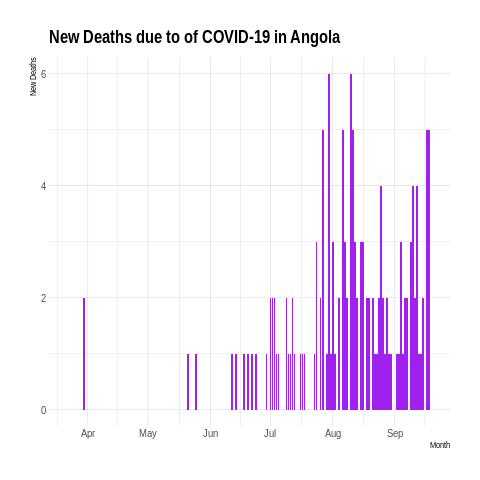 New Deaths due to of COVID-19 in Angola
New Deaths
6
4
2
0
Apr May Jun Jul Aug Sep
Month